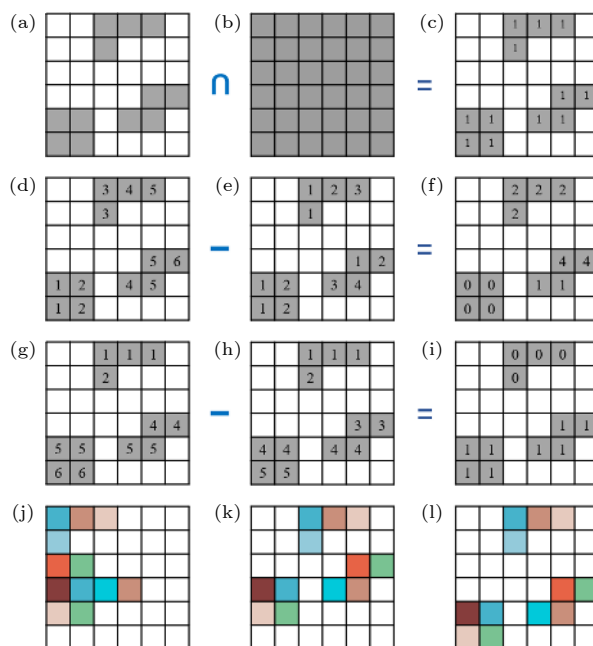 (a) (b) (c)
1 1 1
1
∩ =
1 1
1 1 1 1
1 1
(d) (e) (f)
3 4 5 1 2 3 2 2 2
3 1 2
− =
5 6 1 2 4 4
1 2 4 5 1 2 3 4 0 0 1 1
1 2 1 2 0 0
(g) (h) (i)
1 1 1 1 1 1 0 0 0
2 2 0
− =
4 4 3 3 1 1
5 5 5 5 4 4 4 4 1 1 1 1
6 6 5 5 1 1
(j) (k) (l)